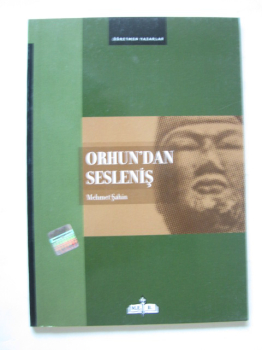 ÖĞRETMEN YAZARLAR
ORHUN'DAN
SESLENİŞ
Mehmet Şahin